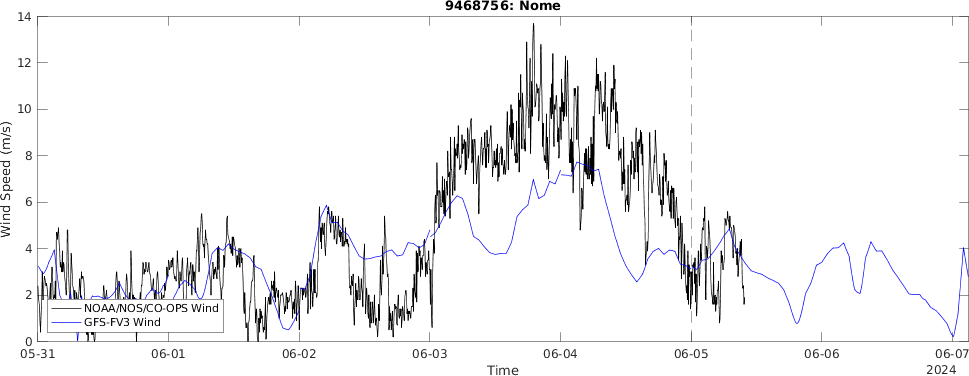 9468756: Nome
14
12
10
8
6
4
2
0
Wind Speed (m/s)
NOAA/NOS/CO-OPS Wind
GFS-FV3 Wind
05-31 06-01 06-02 06-03 06-04 06-05 06-06 06-07
Time
2024